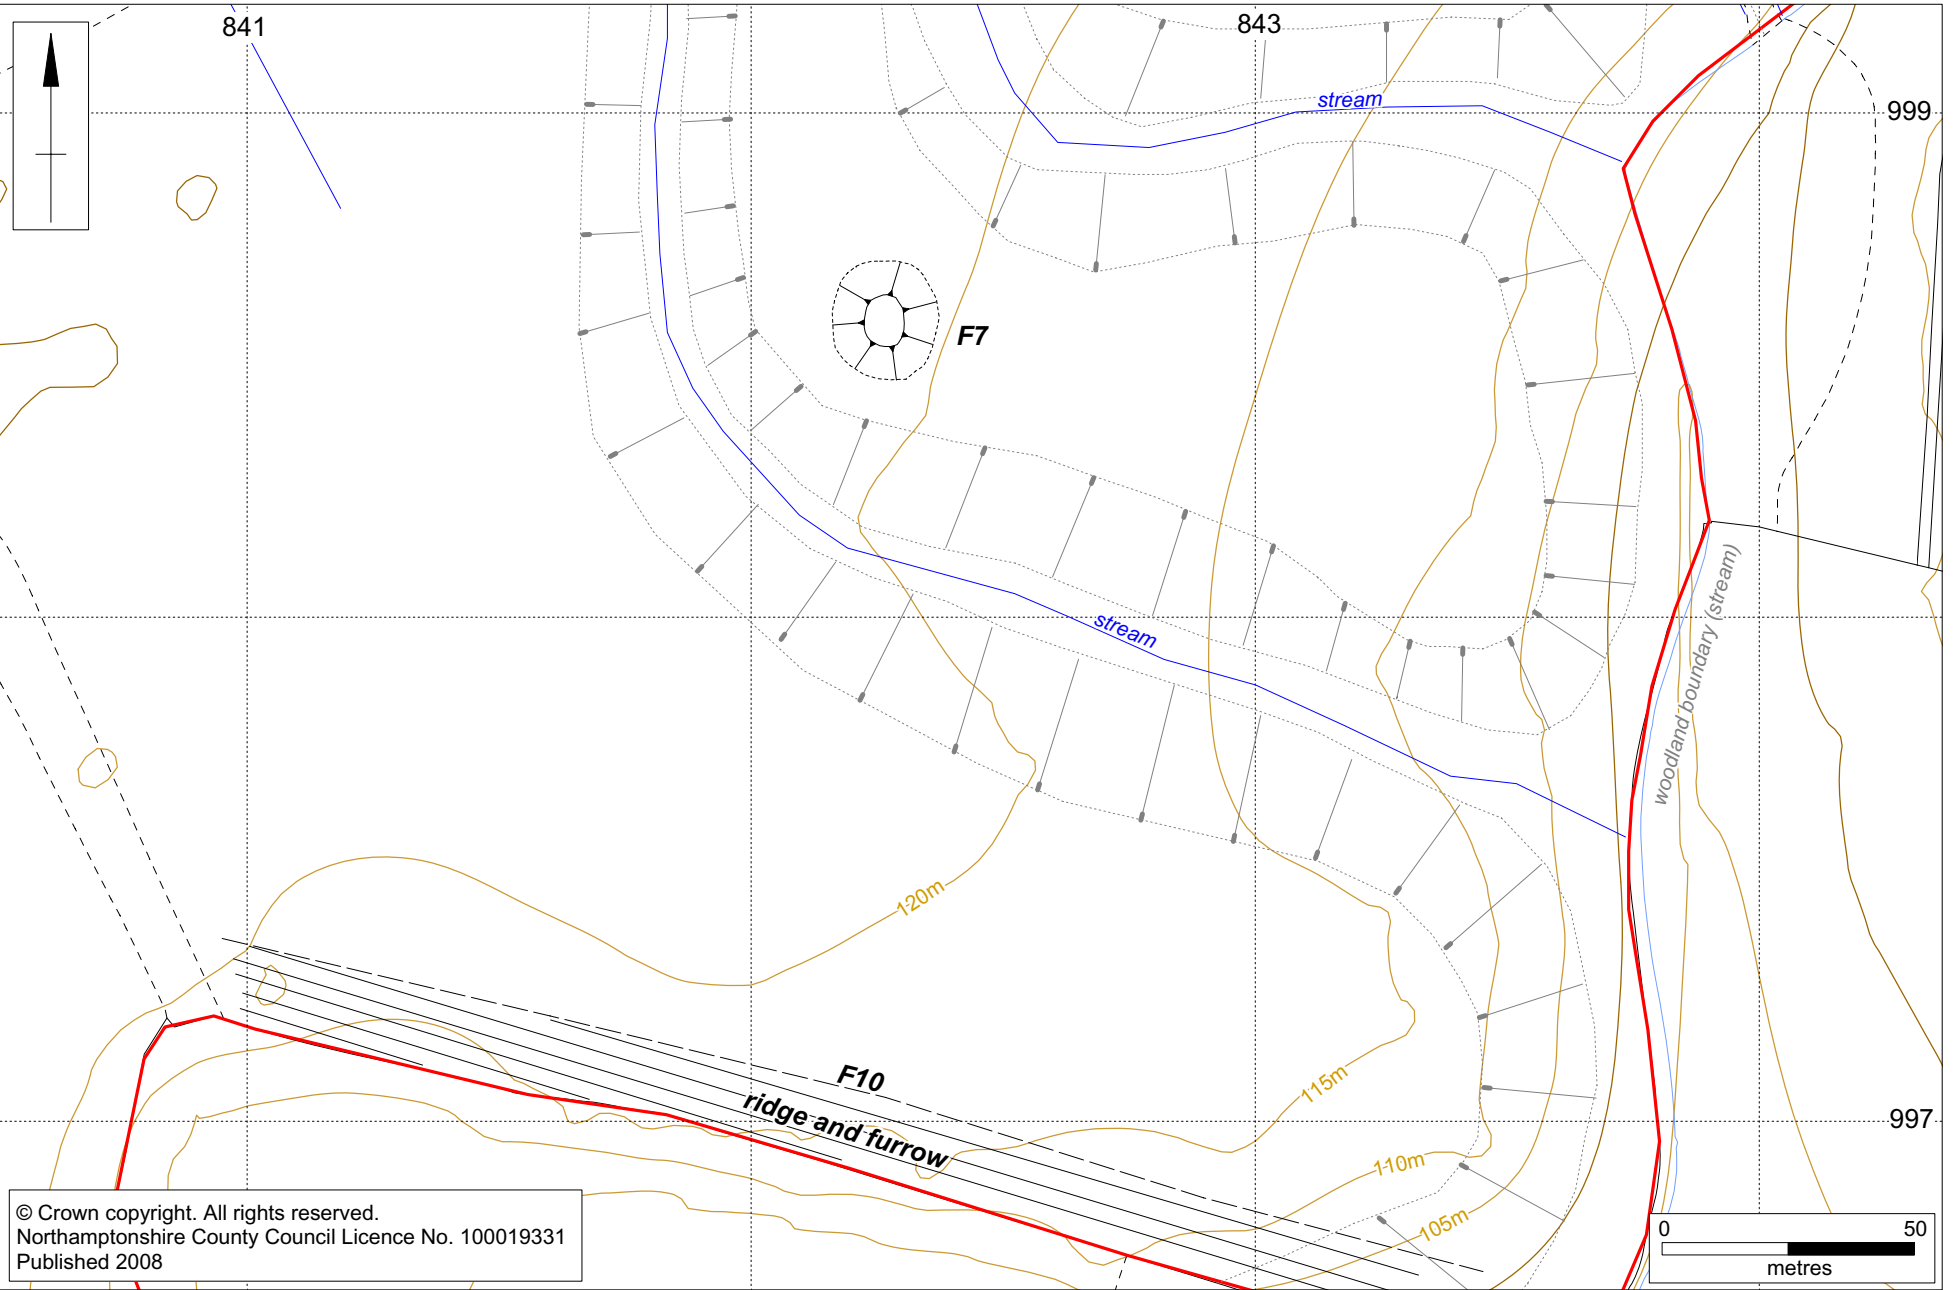 841
843
stream
999
F7
stream
woodland boundary (stream)
120m
F10
ridge and furrow
115m
997
110m
105m
© Crown copyright. All rights reserved.
Northamptonshire County Council Licence No. 100019331
Published 2008
0 50
metres